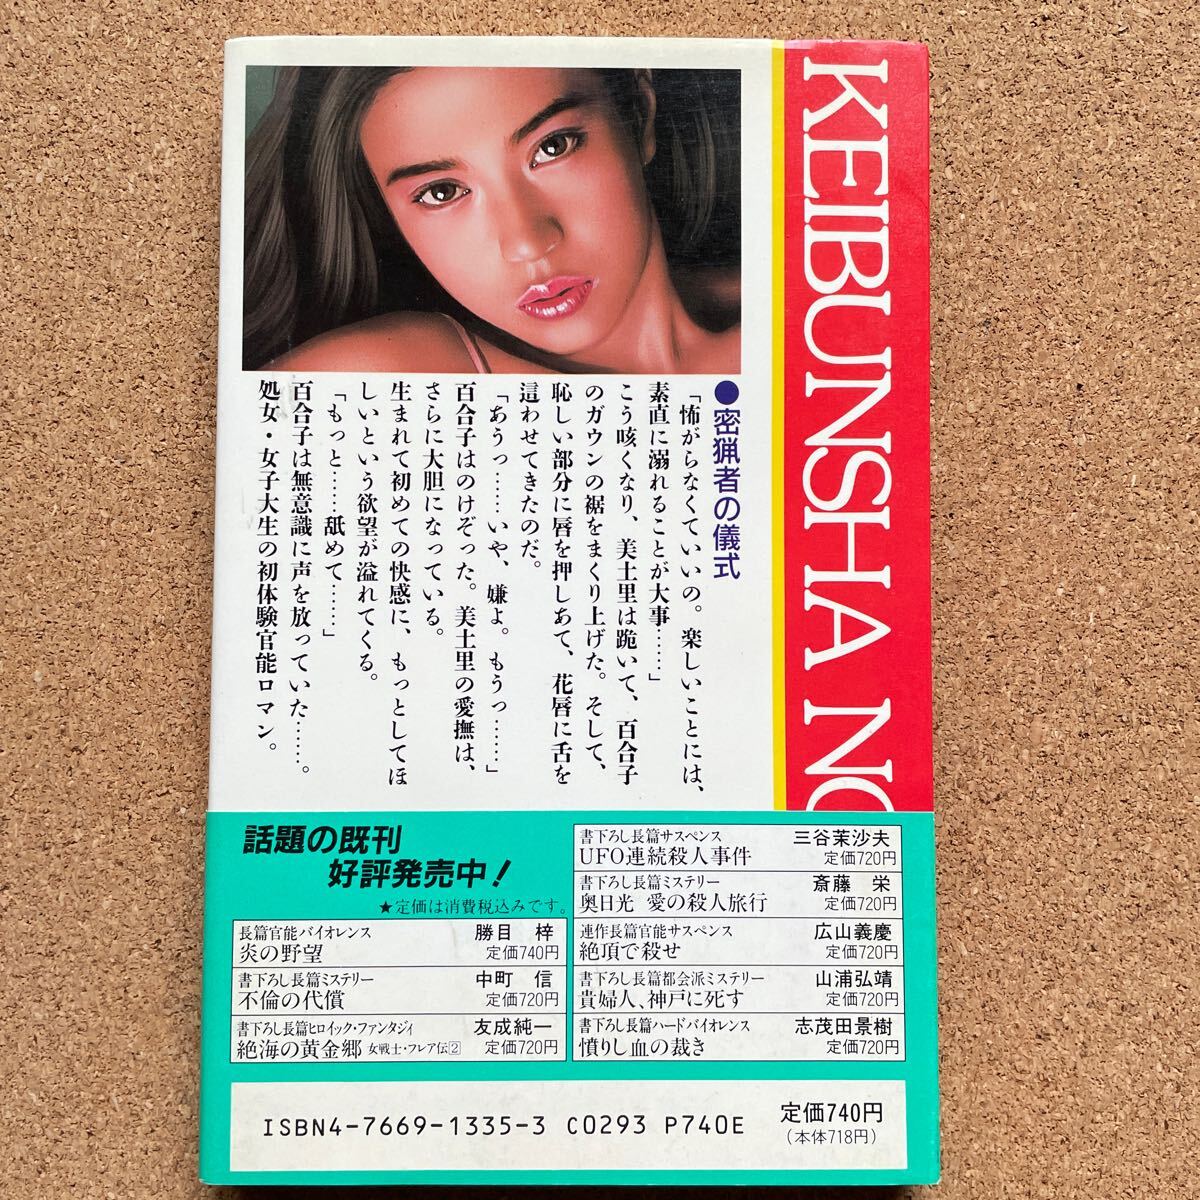 KEIBUNSHA NO
●密猟者の儀式
「怖がらなくていいの。楽しいことには、
素直に溺れることが大事……」
こう咳くなり、美土里は跪いて、百合子
のガウンの裾をまくり上げた。そして、
恥しい部分に唇を押しあて、花唇に舌を
這わせてきたのだ。
「あうっ……いや、嫌よ。もうっ……」
百合子はのけぞった。美土里の愛撫は、
さらに大胆になっている。
生まれて初めての快感に、もっとしてほ
しいという欲望が溢れてくる。
「もっと……舐めて……」
百合子は無意識に声を放っていた……。
処女・女子大生の初体験官能ロマン。
話題の既刊
好評発売中!
★定価は消費税込みです。
長篇官能バイオレンス 勝目 梓
炎の野望 定価740円
書下ろし長篇ミステリー 中町 信
不倫の代償 定価720円
書下ろし長篇ヒロイック・ファンタジィ 友成純一
絶海の黄金郷 女戦士・フレア伝2 定価720円
書下ろし長篇サスペンス 三谷茉沙夫
UFO連続殺人事件 定価720円
書下ろし長篇ミステリー 斎藤 栄
奥日光 愛の殺人旅行 定価720円
連作長篇官能サスペンス 広山義慶
絶頂で殺せ 定価720円
書下ろし長篇都会派ミステリー 山浦弘靖
貴婦人、神戸に死す 定価720円
書下ろし長篇ハードバイオレンス 志茂田景樹
憤りし血の裁き 定価720円
ISBN4-7669-1335-3 C0293 P740E
定価740円
(本体718円)